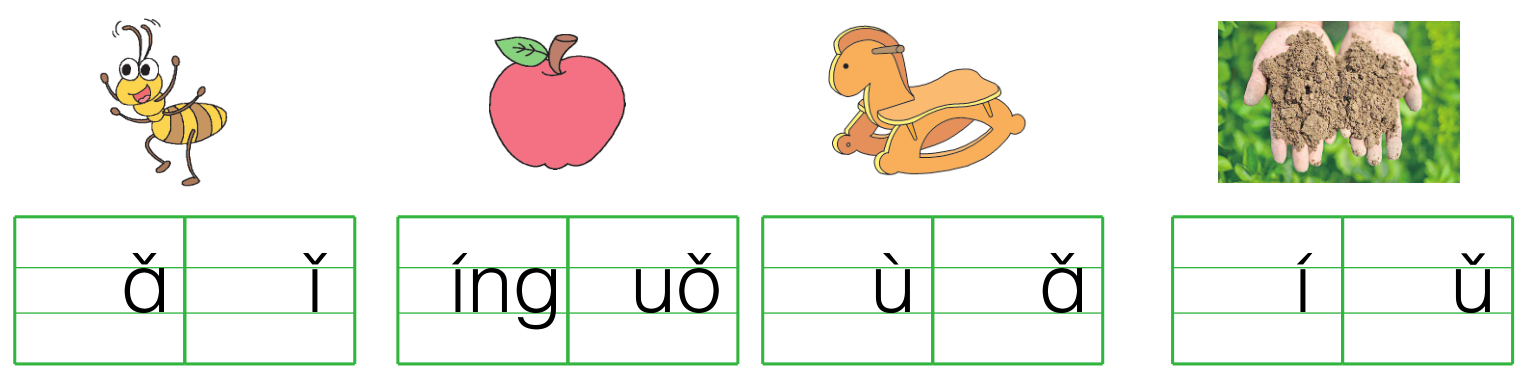 ǎ ǐ íng uǒ ù ǎ í ǔ